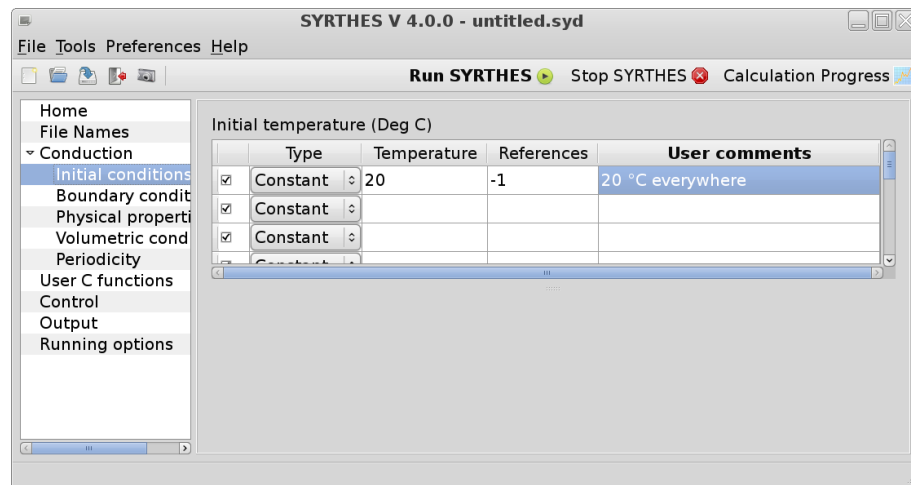 SYRTHES V 4.0.0 - untitled.syd
File Tools Preferences Help
Run SYRTHES Stop SYRTHES Calculation Progress
Home
File Names
Conduction
Initial conditions
Boundary condit
Physical properti
Volumetric cond
Periodicity
User C functions
Control
Output
Running options
Initial temperature (Deg C)
Type Temperature References User comments
Constant 20 -1 20 °C everywhere
Constant
Constant
Constant